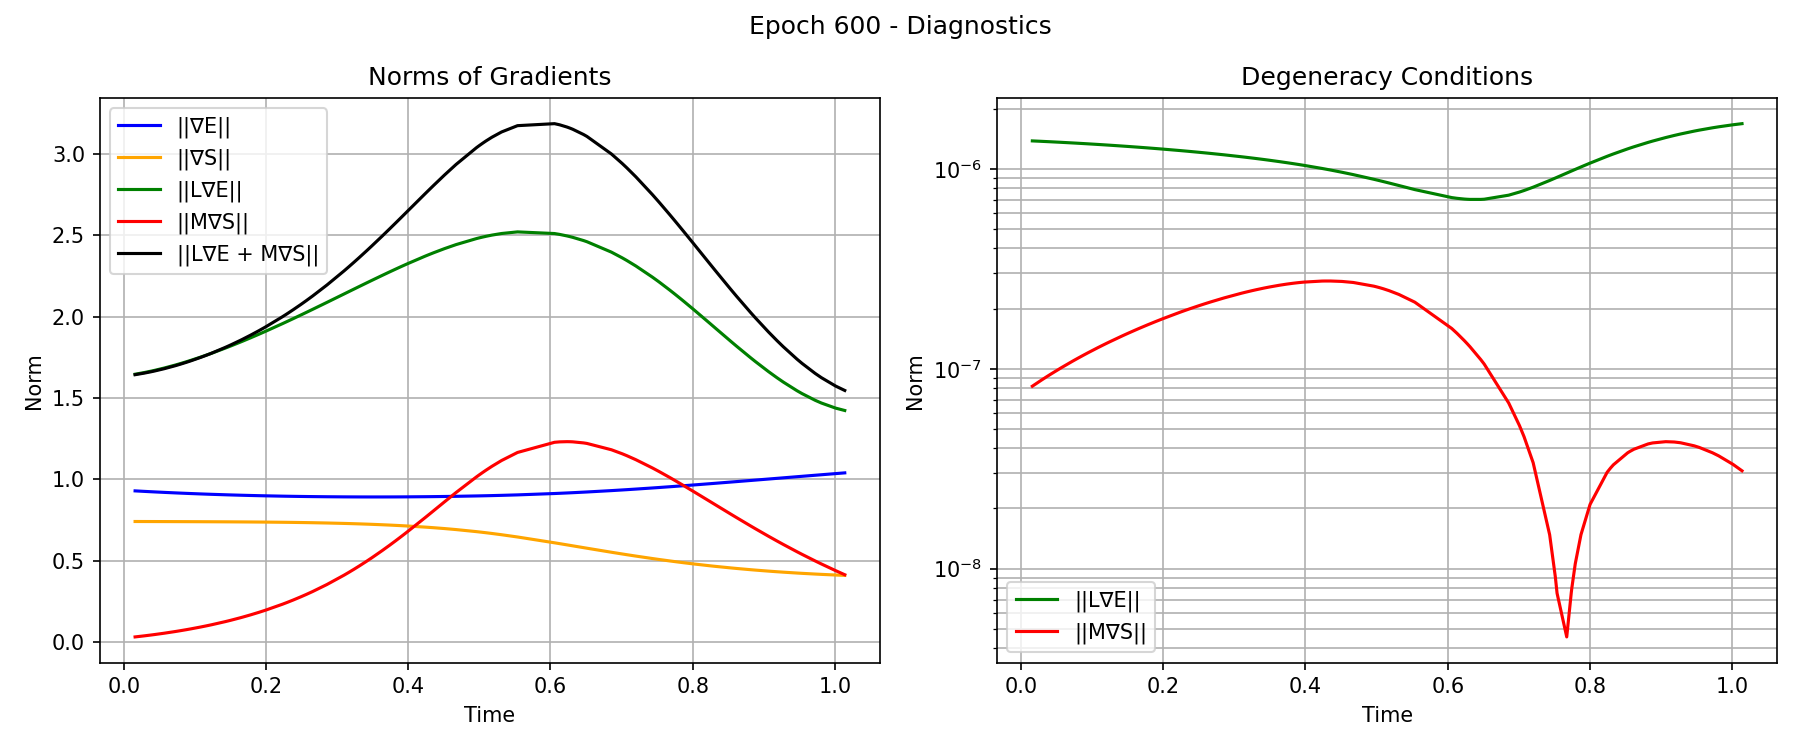 Epoch 600 - Diagnostics
Norms of Gradients
||∇E||
||∇S||
||L∇E||
||M∇S||
||L∇E + M∇S||
3.0
2.5
2.0
1.5
1.0
0.5
0.0
Norm
0.0 0.2 0.4 0.6 0.8 1.0
Time
Degeneracy Conditions
10⁻⁶
10⁻⁷
10⁻⁸
Norm
||L∇E||
||M∇S||
0.0 0.2 0.4 0.6 0.8 1.0
Time